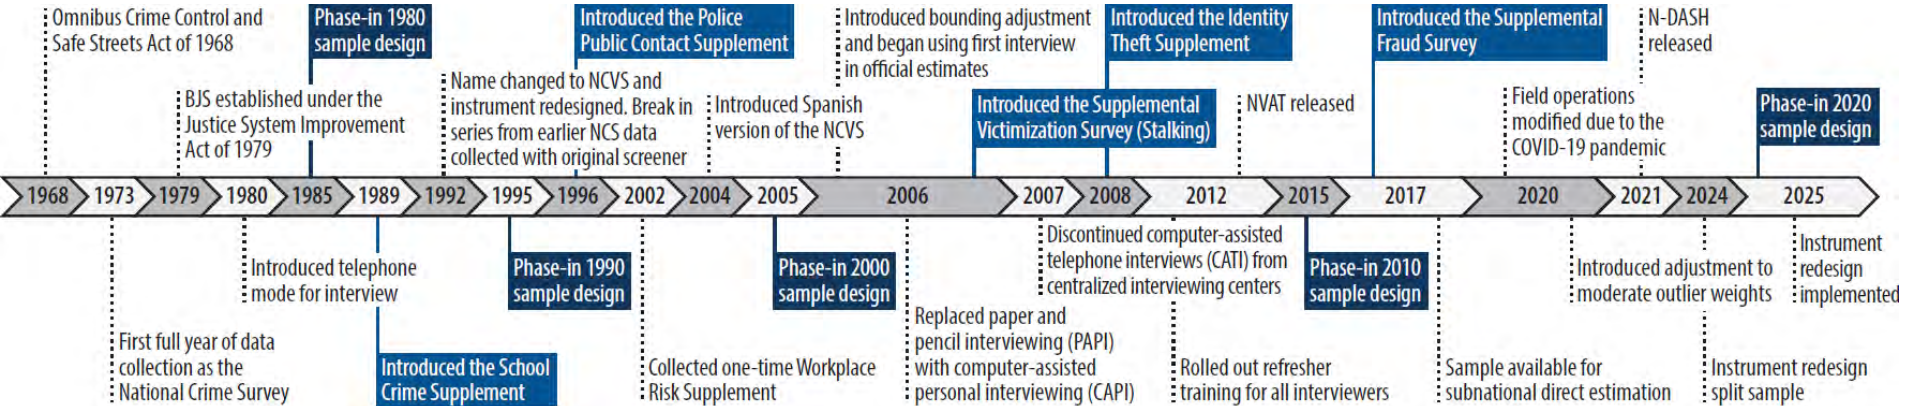 Omnibus Crime Control and
Safe Streets Act of 1968
Phase-in 1980
sample design
Introduced the Police
Public Contact Supplement
Introduced bounding adjustment
and began using first interview
in official estimates
Introduced the Identity
Theft Supplement
Introduced the Supplemental
Fraud Survey
N-DASH
released
BJS established under the
Justice System Improvement
Act of 1979
Name changed to NCVS and
instrument redesigned. Break in
series from earlier NCS data
collected with original screener
Introduced Spanish
version of the NCVS
Introduced the Supplemental
Victimization Survey (Stalking)
NVAT released
Field operations
modified due to the
COVID-19 pandemic
Phase-in 2020
sample design
1968 1973 1979 1980 1985 1989 1992 1995 1996 2002 2004 2005 2006 2007 2008 2012 2015 2017 2020 2021 2024 2025
Introduced telephone
mode for interview
Phase-in 1990
sample design
Phase-in 2000
sample design
Discontinued computer-assisted
telephone interviews (CATI) from
centralized interviewing centers
Phase-in 2010
sample design
Introduced adjustment to
moderate outlier weights
Instrument
redesign
implemented
First full year of data
collection as the
National Crime Survey
Introduced the School
Crime Supplement
Collected one-time Workplace
Risk Supplement
Replaced paper and
pencil interviewing (PAPI)
with computer-assisted
personal interviewing (CAPI)
Rolled out refresher
training for all interviewers
Sample available for
subnational direct estimation
Instrument redesign
split sample